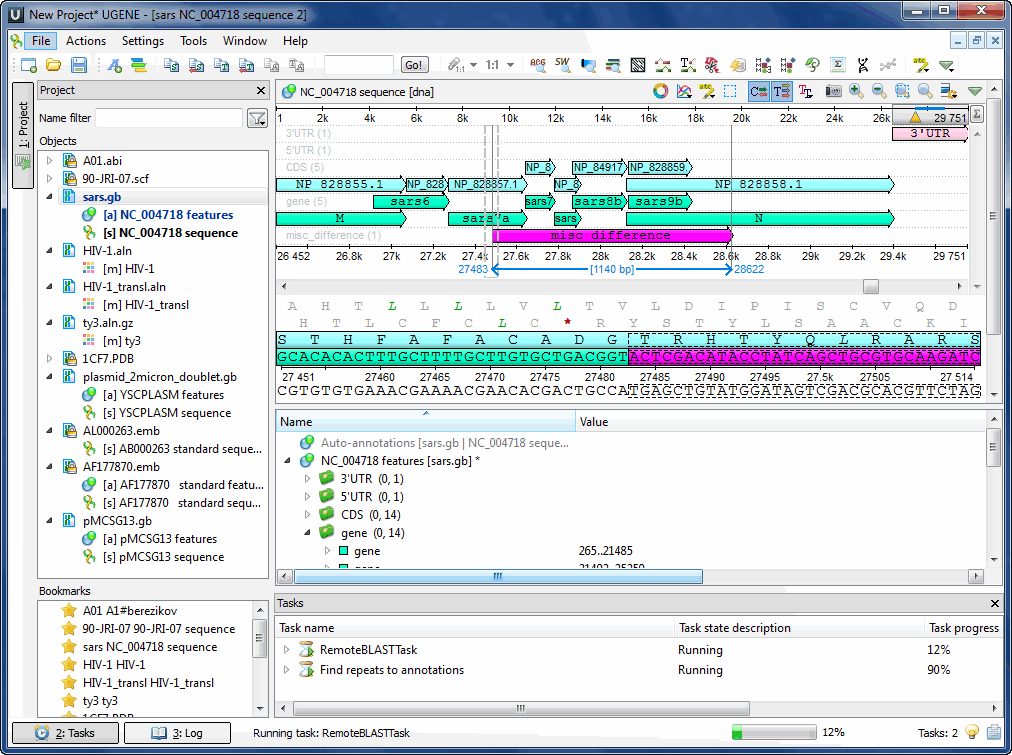 New Project* UGENE - [sars NC_004718 sequence 2]
File Actions Settings Tools Window Help
Go!
1: Project
Project
Name filter
Objects
A01.abi
90-JRI-07.scf
sars.gb
[a] NC_004718 features
[s] NC_004718 sequence
HIV-1.aln
[m] HIV-1
HIV-1_transl.aln
[m] HIV-1_transl
ty3.aln.gz
[m] ty3
1CF7.PDB
plasmid_2micron_doublet.gb
[a] YSCPLASM features
[s] YSCPLASM sequence
AL000263.emb
[s] AB000263 standard seque...
AF177870.emb
[a] AF177870 standard featu...
[s] AF177870 standard sequ...
pMCSG13.gb
[a] pMCSG13 features
[s] pMCSG13 sequence
Bookmarks
A01 A1#berezikov
90-JRI-07 90-JRI-07 sequence
sars NC_004718 sequence
HIV-1 HIV-1
HIV-1_transl HIV-1_transl
ty3 ty3
1CF7.PDB
NC_004718 sequence [dna]
1 2k 4k 6k 8k 10k 12k 14k 16k 18k 20k 22k 24k 26k 29 751
3'UTR (1) 3'UTR
5'UTR (1)
CDS (5) NP_8 NP_84917 NP_828859
NP 828855.1 NP_828 NP_828857.1 NP_8 NP 828858.1
gene (5) sars6 sars7 sars8b sars9b
M sars7a sars N
misc_difference (1) misc difference
26 452 26.8k 27k 27.2k 27.4k 27.6k 27.8k 28k 28.2k 28.4k 28.6k 28.8k 29k 29.2k 29.4k 29 751
27483 [1140 bp] 28622
A H T L L L L V L T V L D I P I S C V Q D
H T L C F C L C * R Y S T Y L S A A C K I
S T H F A F A C A D G T R H T Y Q L R A R S
GCACACACTTTGCTTTTGCTTGTGCTGACGGTACTCGACATACCTATCAGCTGCGTGCAAGATC
27 451 27460 27465 27470 27475 27480 27485 27490 27495 27.5k 27505 27 514
CGTGTGTGAAACGAAAACGAACACGACTGCCATGAGCTGTATGGATAGTCGACGCACGTTCTAG
Name Value
Auto-annotations [sars.gb | NC_004718 seque...
NC_004718 features [sars.gb] *
3'UTR (0, 1)
5'UTR (0, 1)
CDS (0, 14)
gene (0, 14)
gene 265..21485
Tasks
Task name Task state description Task progress
RemoteBLASTTask Running 12%
Find repeats to annotations Running 90%
2: Tasks 3: Log Running task: RemoteBLASTTask 12% Tasks: 2